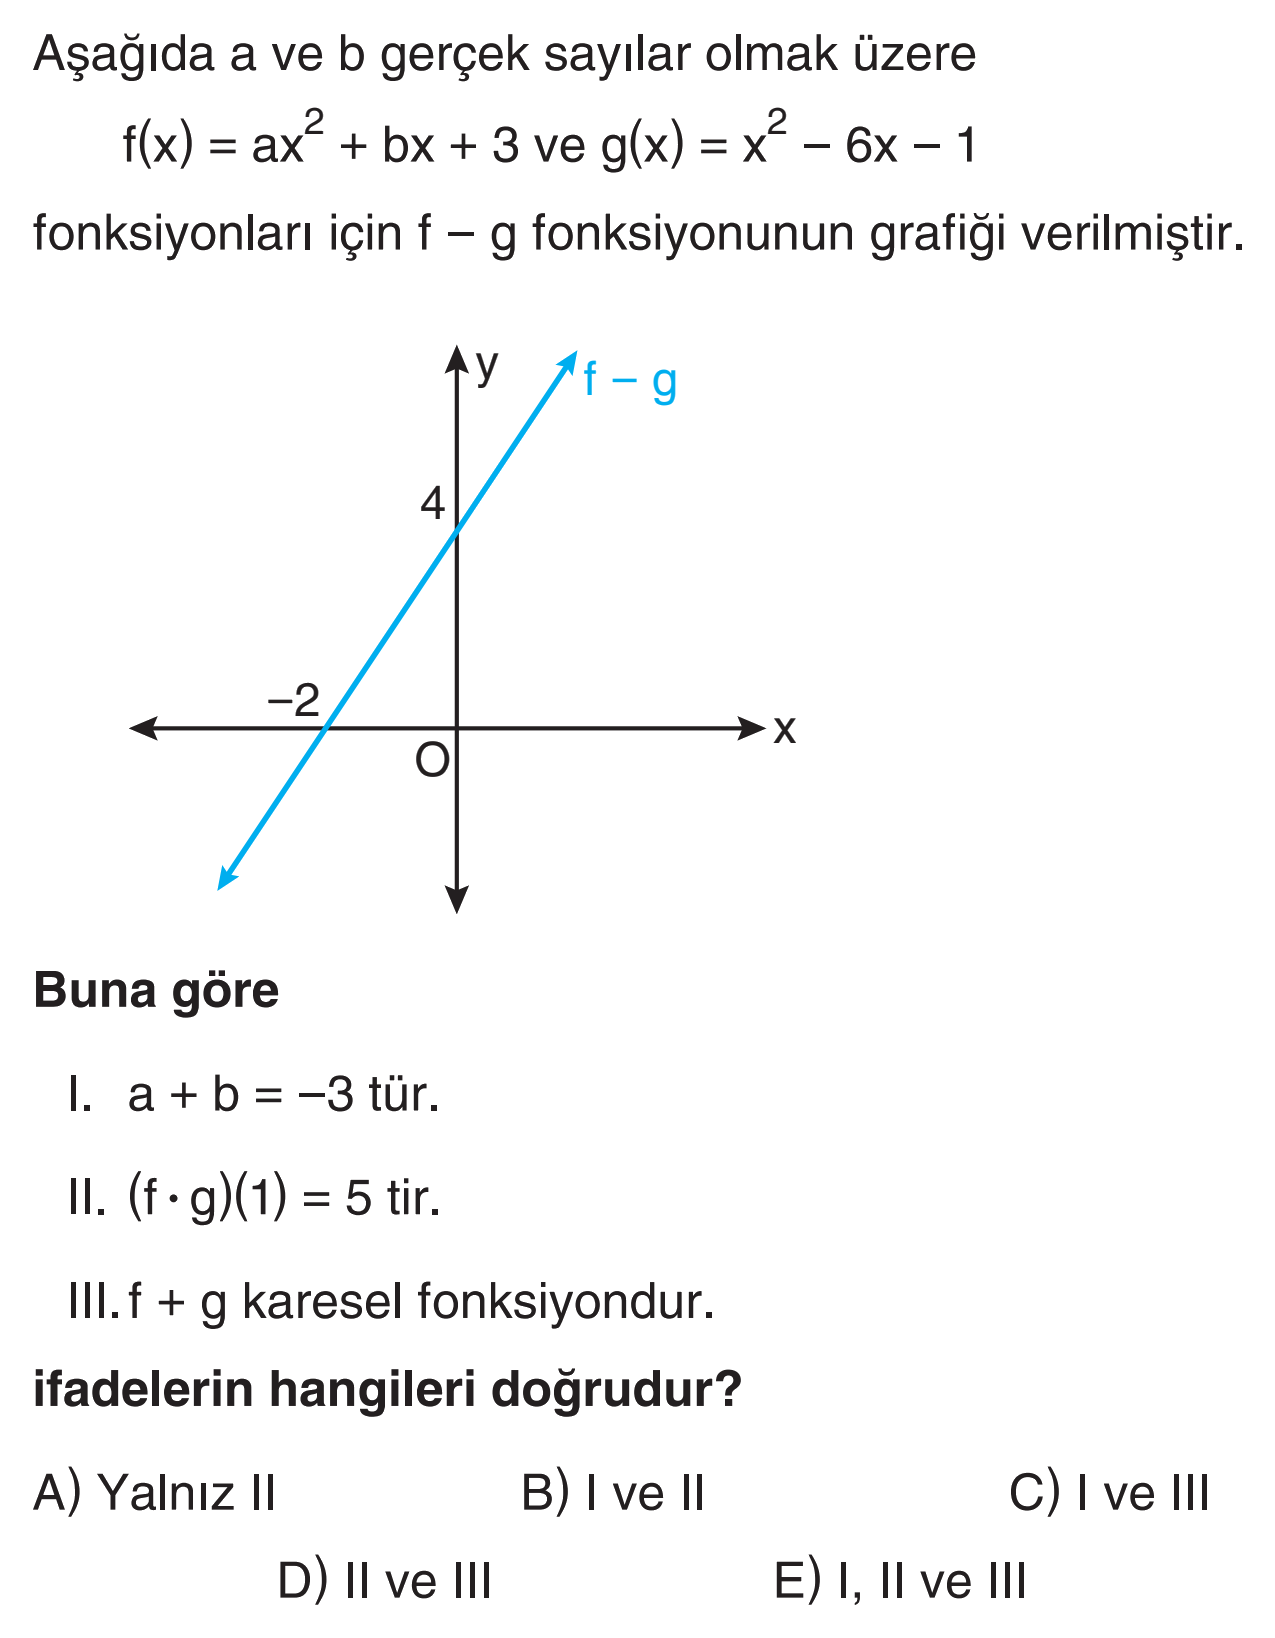 Aşağıda a ve b gerçek sayılar olmak üzere
f(x) = ax² + bx + 3 ve g(x) = x² – 6x – 1
fonksiyonları için f – g fonksiyonunun grafiği verilmiştir.
y
f – g
4
–2
x
O
Buna göre
I. a + b = –3 tür.
II. (f · g)(1) = 5 tir.
III. f + g karesel fonksiyondur.
ifadelerin hangileri doğrudur?
A) Yalnız II B) I ve II C) I ve III
D) II ve III E) I, II ve III